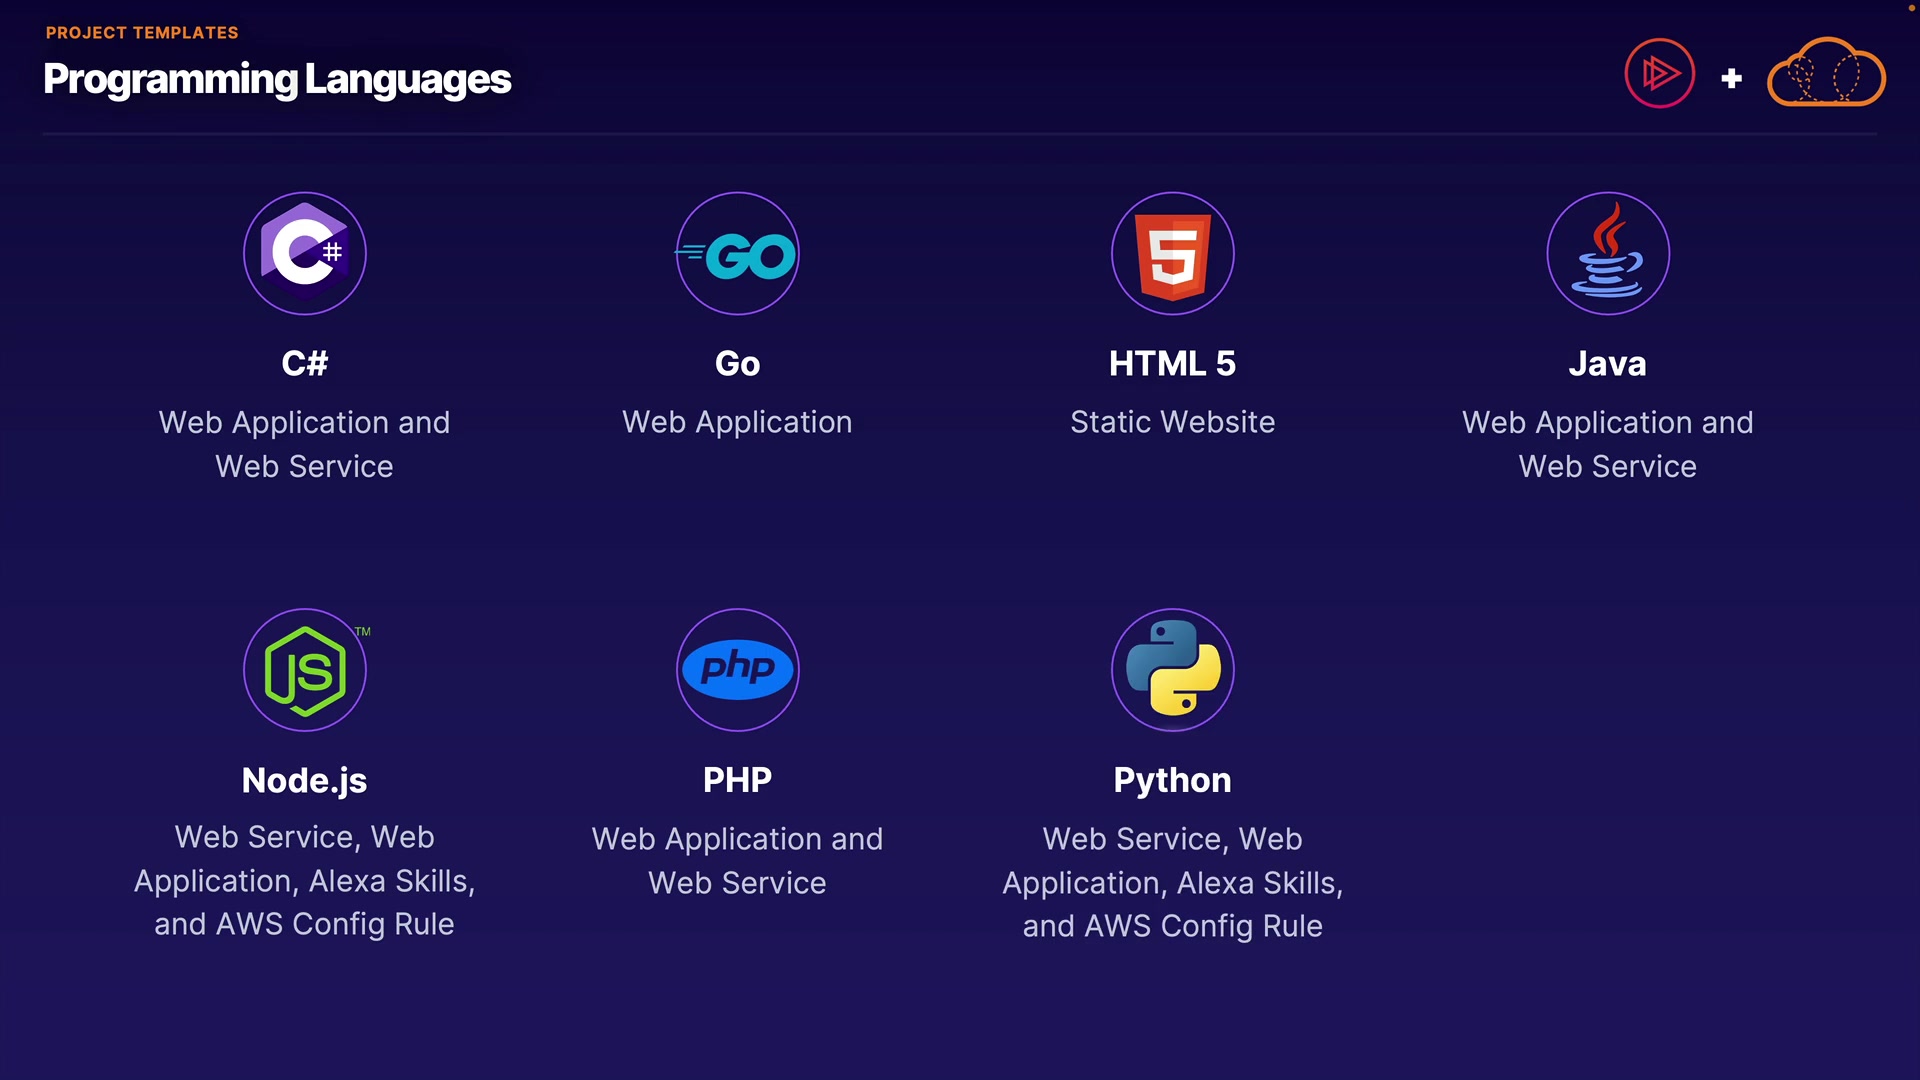 PROJECT TEMPLATES
Programming Languages
+
C#
GO
5
C#
Go
HTML 5
Java
Web Application and
Web Service
Web Application
Static Website
Web Application and
Web Service
JS
TM
php
Node.js
PHP
Python
Web Service, Web
Application, Alexa Skills,
and AWS Config Rule
Web Application and
Web Service
Web Service, Web
Application, Alexa Skills,
and AWS Config Rule